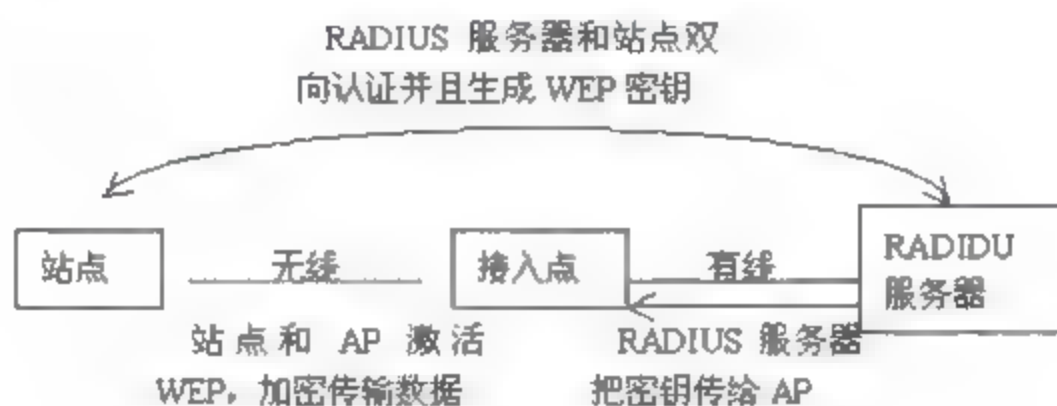 RADIUS 服务器和站点双
向认证并且生成 WEP 密钥
站点
无线
接入点
有线
RADIDU
服务器
站点和 AP 激活
WEP，加密传输数据
RADIUS 服务器
把密钥传给 AP